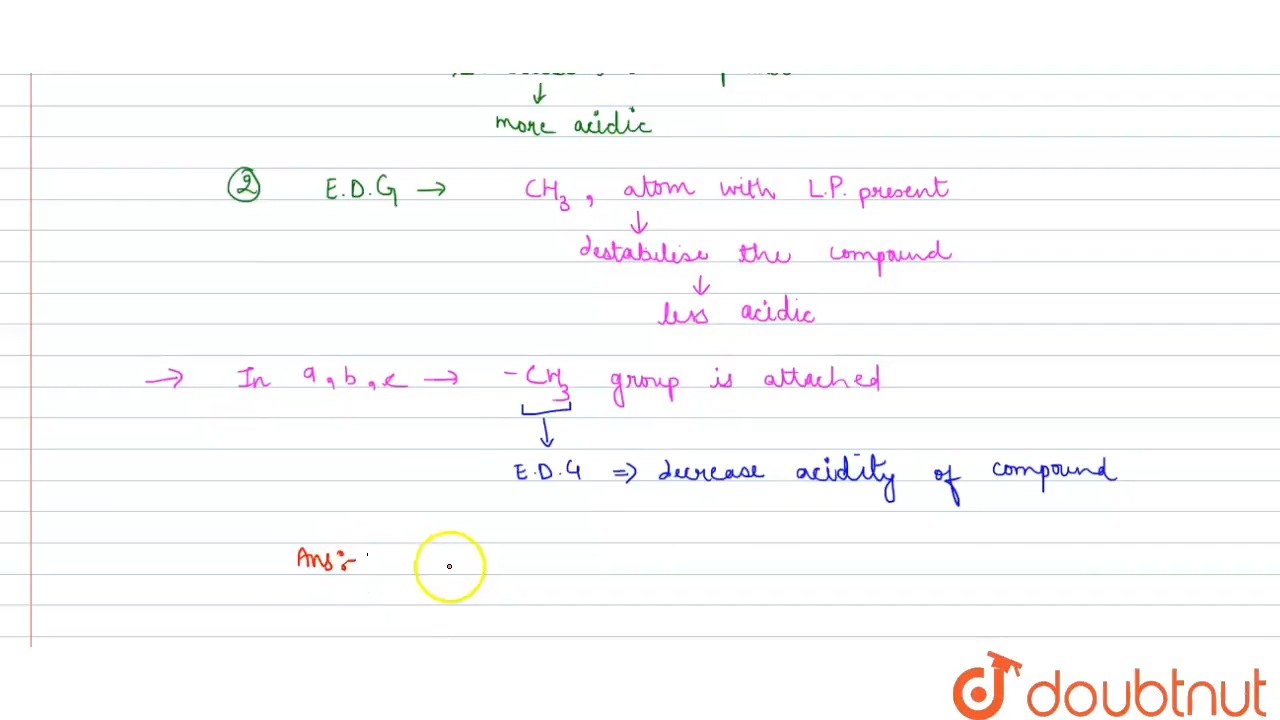 more acidic
② E.D.G → CH₃, atom with L.P. present
↓
destabilise the compound
↓
less acidic
→ In a, b, c → -CH₃ group is attached
↓
E.D.G ⇒ decrease acidity of compound
Ans:-
doubtnut